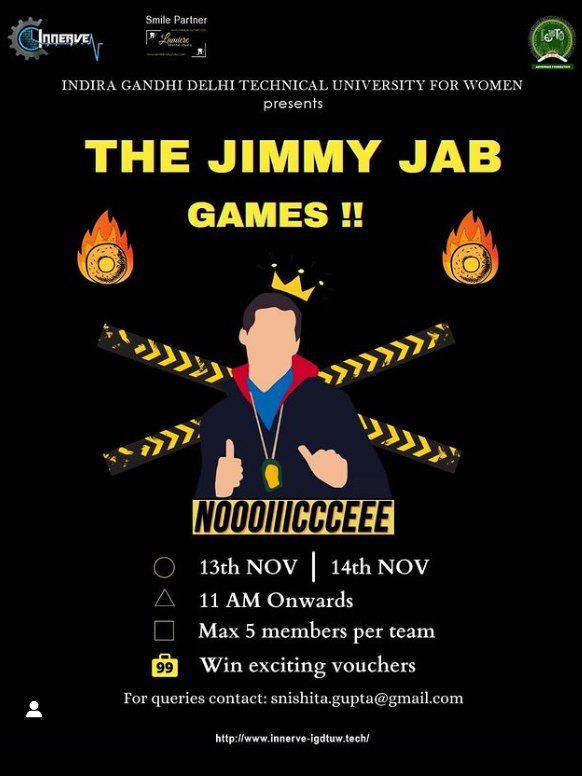 INNERVE
Smile Partner
Lumiere
INDIRA GANDHI DELHI TECHNICAL UNIVERSITY FOR WOMEN
presents
THE JIMMY JAB
GAMES !!
NOOOIIICCCEEE
13th NOV | 14th NOV
11 AM Onwards
Max 5 members per team
99 Win exciting vouchers
For queries contact: snishita.gupta@gmail.com
http://www.innerve-igdtuw.tech/